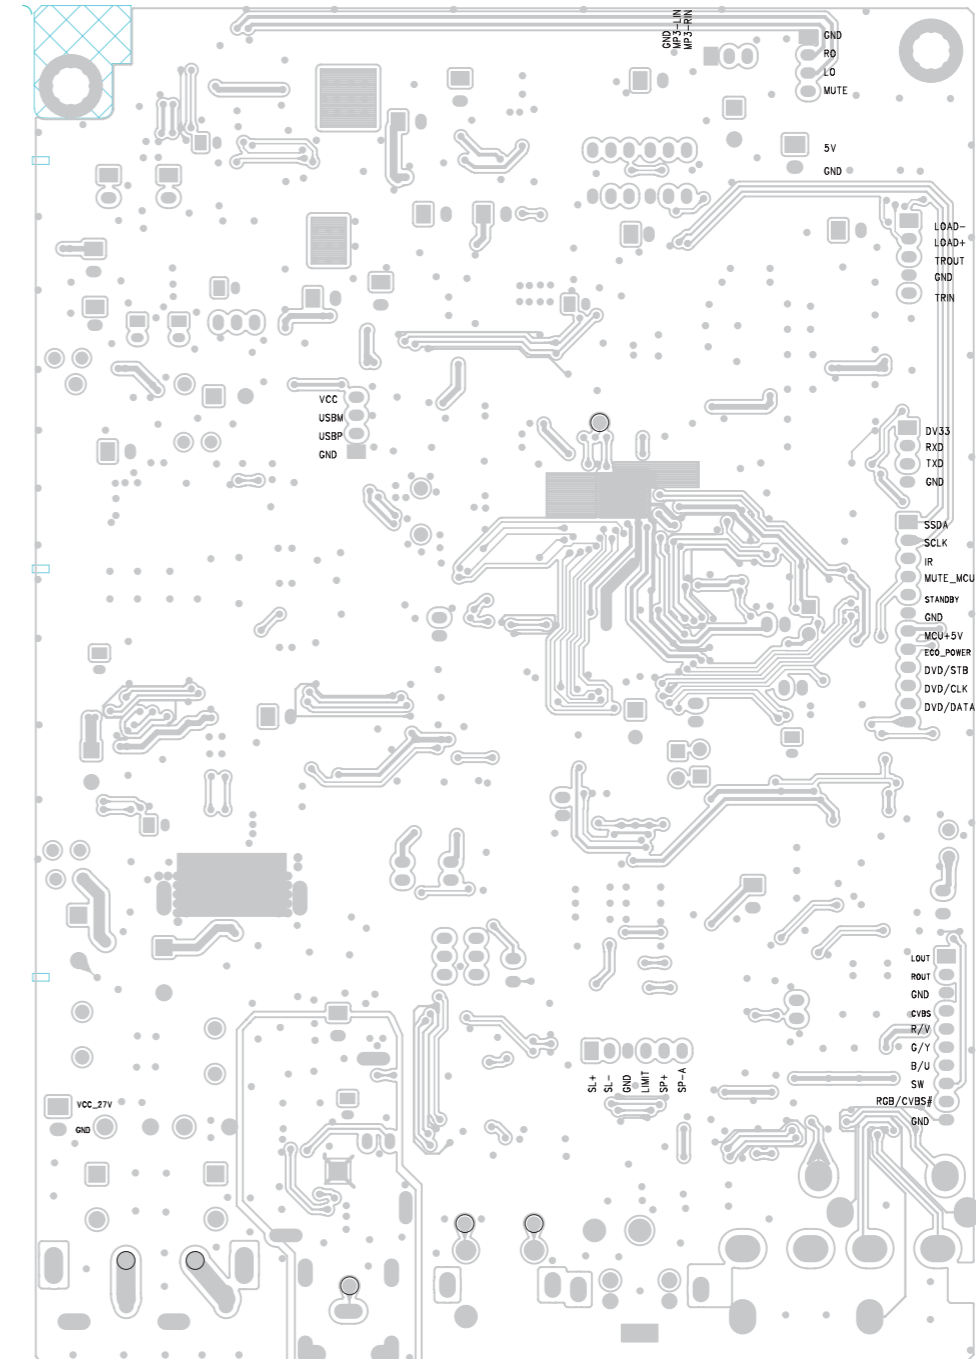 GND
MP3-LIN
MP3-RIN
GND
RO
LO
MUTE
5V
GND
LOAD-
LOAD+
TROUT
GND
TRIN
VCC
USBM
USBP
GND
DV33
RXD
TXD
GND
SSDA
SCLK
IR
MUTE_MCU
STANDBY
GND
MCU+5V
ECO_POWER
DVD/STB
DVD/CLK
DVD/DATA
LOUT
ROUT
GND
CVBS
R/V
G/Y
B/U
SW
RGB/CVBS#
GND
SL+
SL-
GND
LIMIT
SP+
SP-A
VCC_27V
GND